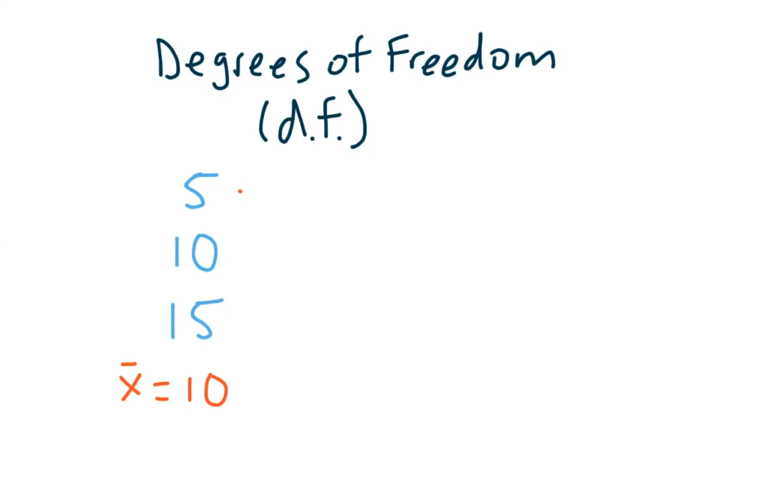 Degrees of Freedom
(d.f.)
5
10
15
x̄ = 10